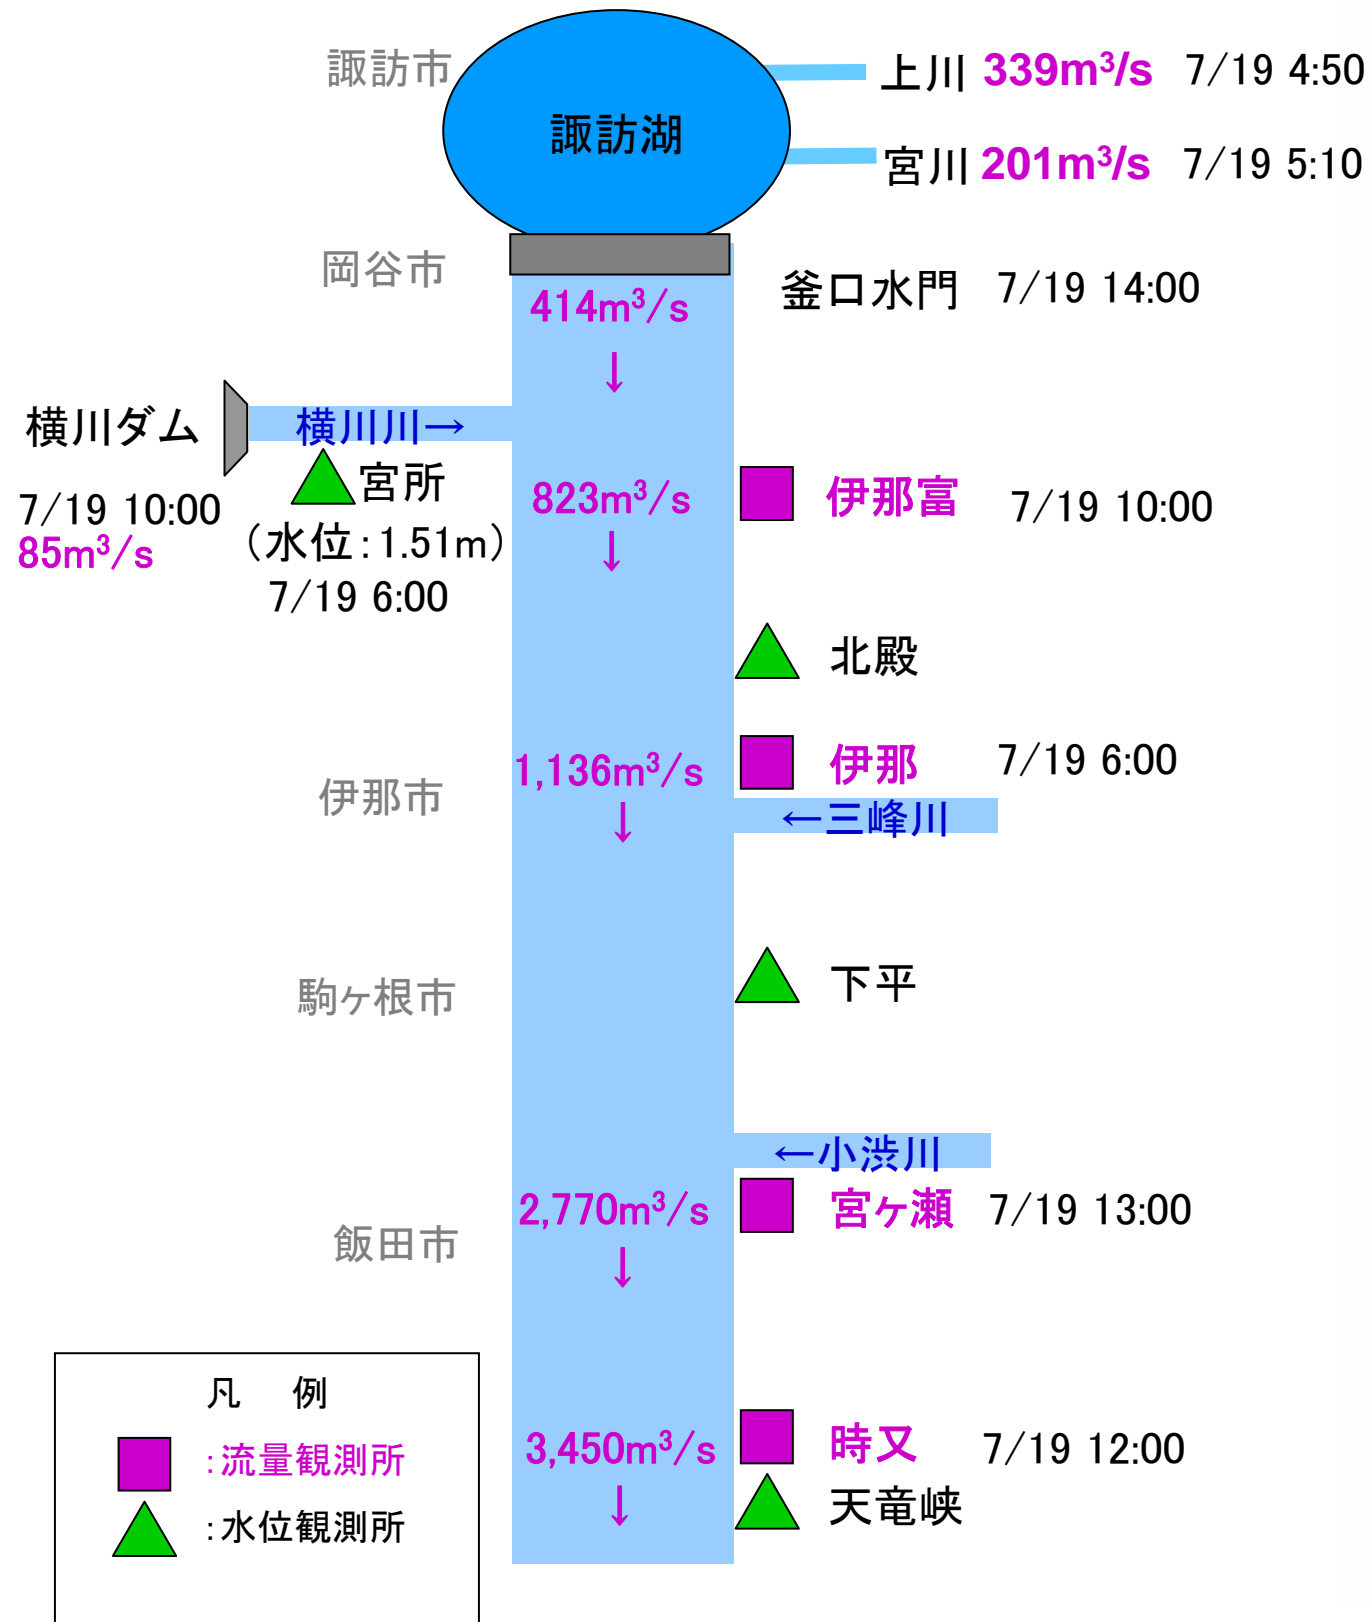 諏訪市
諏訪湖
上川 339m³/s 7/19 4:50
宮川 201m³/s 7/19 5:10
岡谷市
釜口水門 7/19 14:00
414m³/s
↓
横川ダム
横川川→
宮所
7/19 10:00
85m³/s
(水位:1.51m)
7/19 6:00
823m³/s
↓
伊那富 7/19 10:00
北殿
伊那市
1,136m³/s
↓
伊那 7/19 6:00
←三峰川
駒ヶ根市
下平
←小渋川
2,770m³/s
↓
宮ヶ瀬 7/19 13:00
飯田市
3,450m³/s
↓
時又 7/19 12:00
天竜峡
凡 例
:流量観測所
:水位観測所